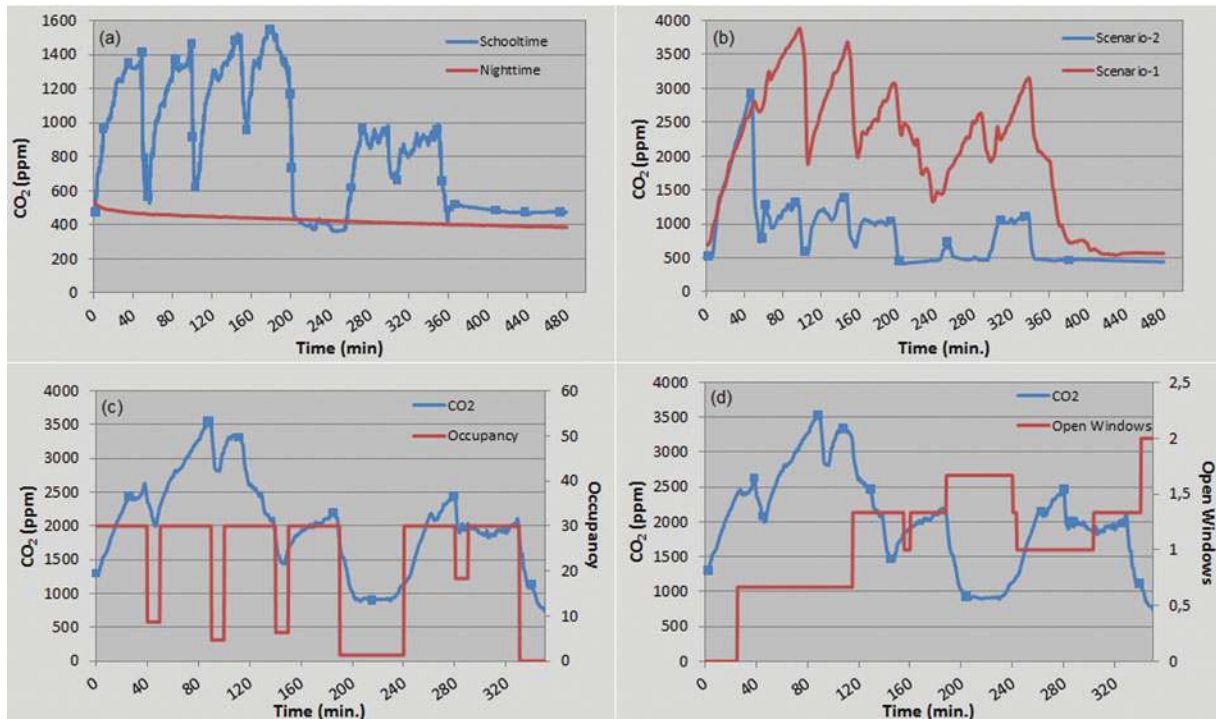 (a)
Schooltime
Nighttime
CO2 (ppm)
1600
1400
1200
1000
800
600
400
200
0
0 40 80 120 160 200 240 280 320 360 400 440 480
Time (min)
(b)
Scenario-2
Scenario-1
CO2 (ppm)
4000
3500
3000
2500
2000
1500
1000
500
0
0 40 80 120 160 200 240 280 320 360 400 440 480
Time (min.)
(c)
CO2
Occupancy
CO2 (ppm)
4000
3500
3000
2500
2000
1500
1000
500
0
60
50
40
30
20
10
0
Occupancy
0 40 80 120 160 200 240 280 320
Time (min.)
(d)
CO2
Open Windows
CO2 (ppm)
4000
3500
3000
2500
2000
1500
1000
500
0
2,5
2
1,5
1
0,5
0
Open Windows
0 40 80 120 160 200 240 280 320
Time (min.)